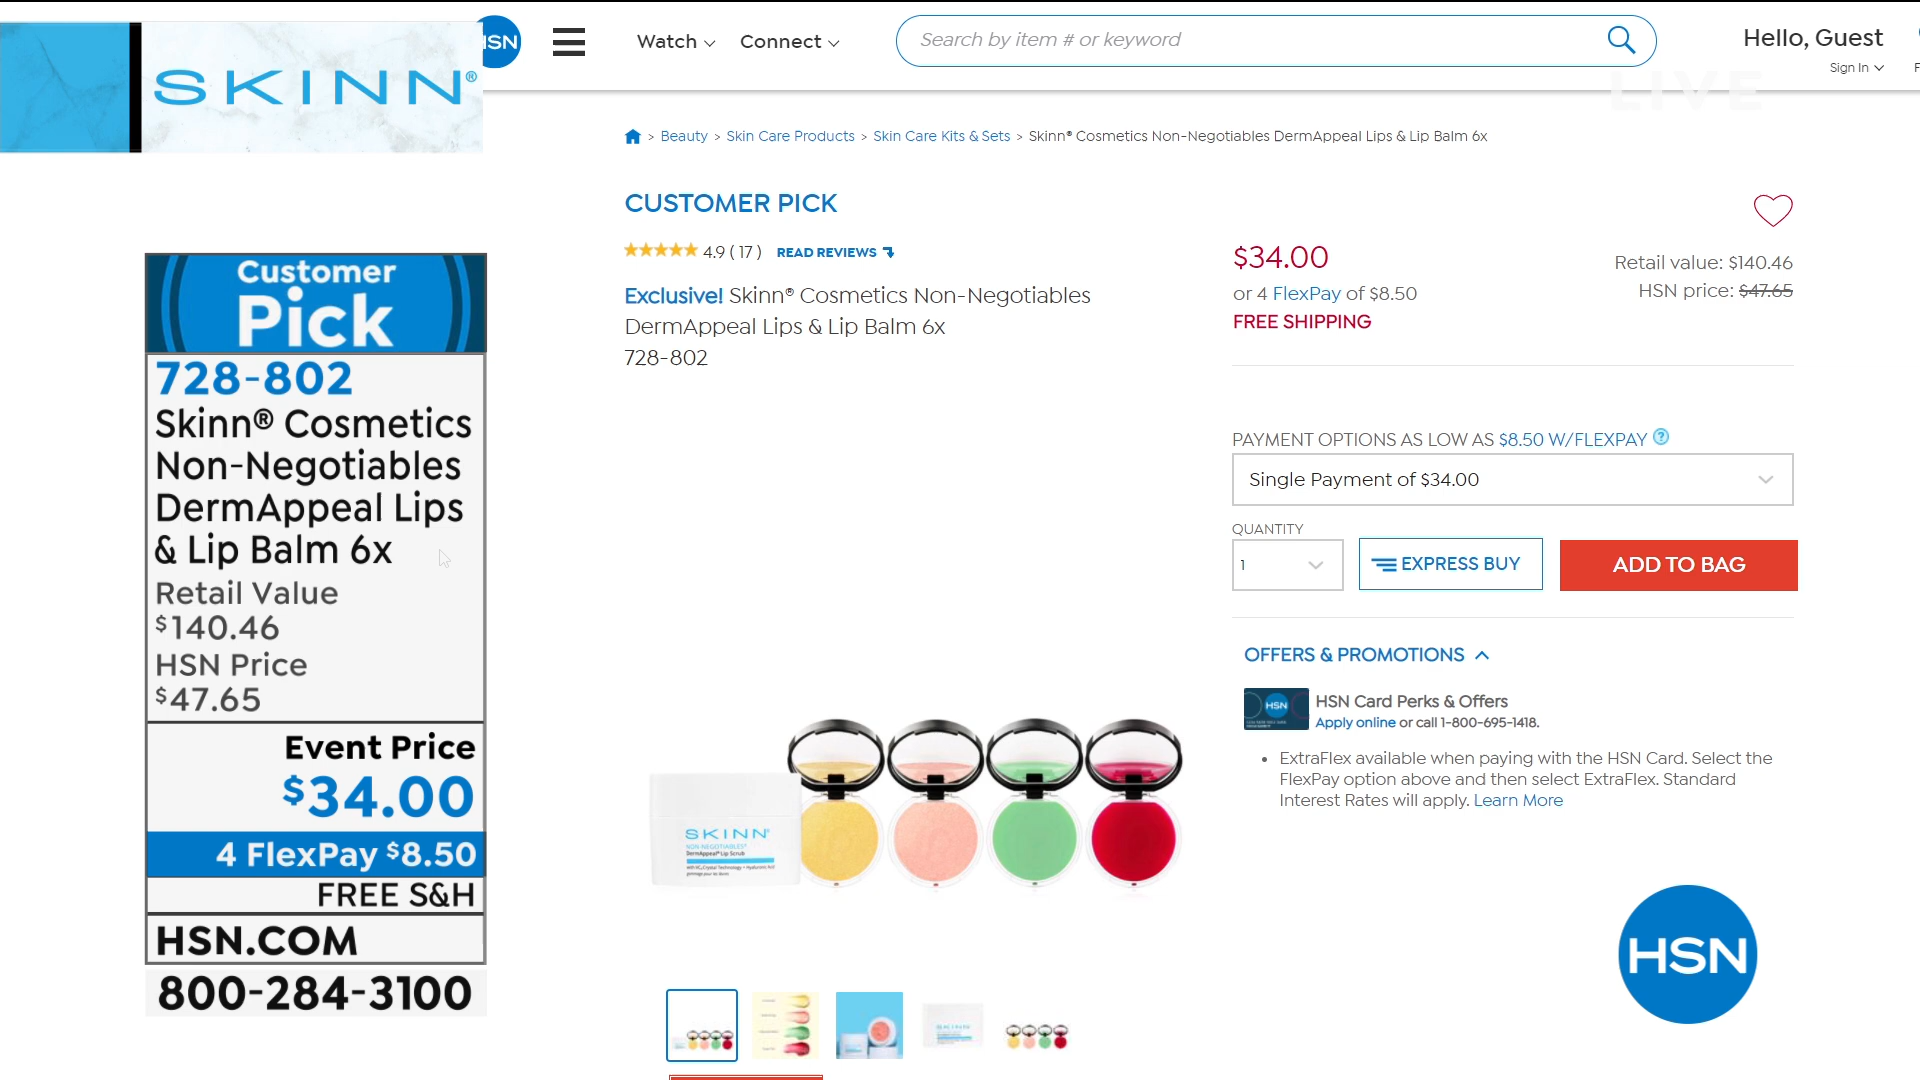 SKINN®
HSN
Watch
Connect
Search by item # or keyword
Hello, Guest
Sign In
LIVE
> Beauty > Skin Care Products > Skin Care Kits & Sets > Skinn® Cosmetics Non-Negotiables DermAppeal Lips & Lip Balm 6x
Customer
Pick
728-802
Skinn® Cosmetics
Non-Negotiables
DermAppeal Lips
& Lip Balm 6x
Retail Value
$140.46
HSN Price
$47.65
Event Price
$34.00
4 FlexPay $8.50
FREE S&H
HSN.COM
800-284-3100
CUSTOMER PICK
4.9 ( 17 ) READ REVIEWS
Exclusive! Skinn® Cosmetics Non-Negotiables
DermAppeal Lips & Lip Balm 6x
728-802
SKINN®
NON-NEGOTIABLES®
DermAppeal® Lip Scrub
$34.00
or 4 FlexPay of $8.50
FREE SHIPPING
Retail value: $140.46
HSN price: $47.65
PAYMENT OPTIONS AS LOW AS $8.50 W/FLEXPAY ?
Single Payment of $34.00
QUANTITY
1
EXPRESS BUY
ADD TO BAG
OFFERS & PROMOTIONS
HSN
HSN Card Perks & Offers
Apply online or call 1-800-695-1418.
• ExtraFlex available when paying with the HSN Card. Select the
FlexPay option above and then select ExtraFlex. Standard
Interest Rates will apply. Learn More
HSN
SKINN